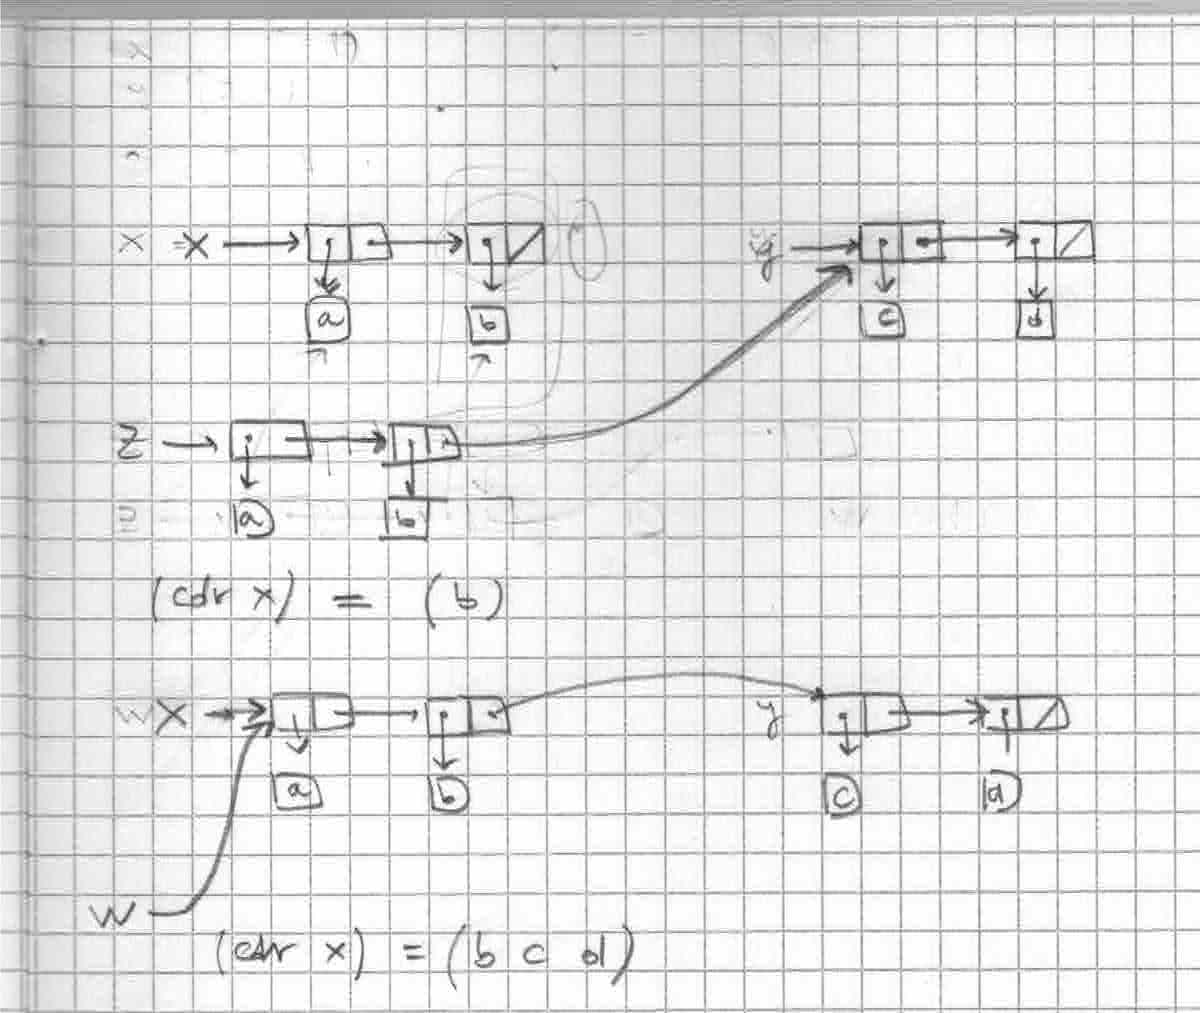 x =x y
a b c d
z
a b
(cdr x) = (b)
w x y
a b c d
w
(cdr x) = (b c d)